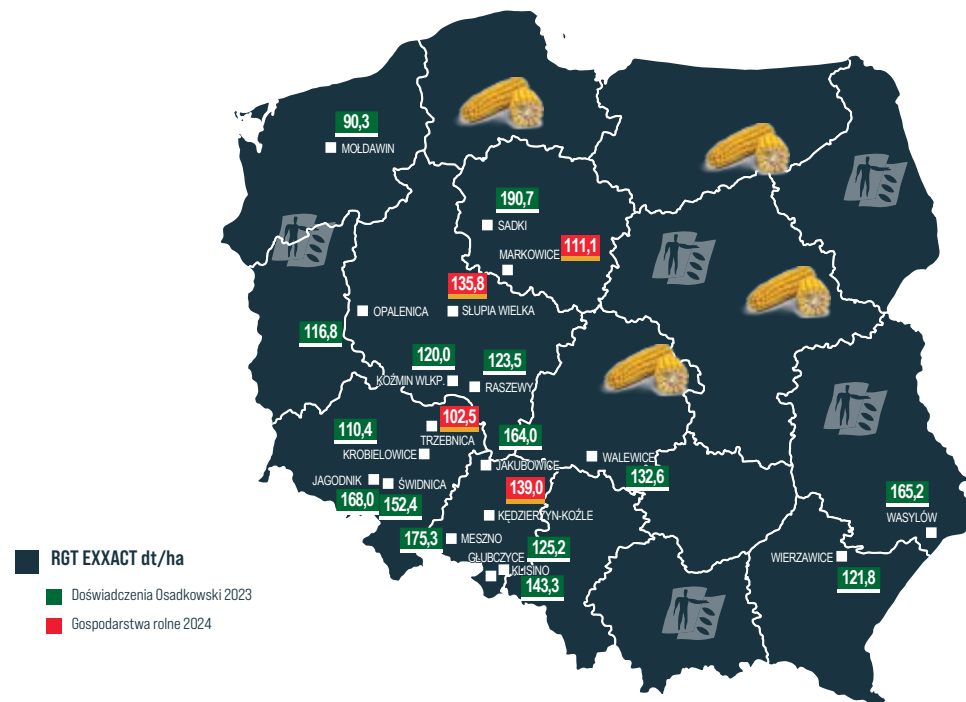 90,3
MOŁDAWIN
190,7
SADKI
MARKOWICE 111,1
135,8
OPALENICA
SŁUPIA WIELKA
116,8
120,0
123,5
KOŹMIN WLKP.
RASZEWY
102,5
TRZEBNICA
110,4
KROBIELOWICE
164,0
JAKUBOWICE
WALEWICE
132,6
JAGODNIK
ŚWIDNICA
168,0
152,4
139,0
KĘDZIERZYN-KOŹLE
165,2
WASYLÓW
175,3
MESZNO
125,2
GŁUBCZYCE
KLISINO
143,3
WIERZAWICE
121,8
RGT EXXACT dt/ha
Doświadczenia Osadkowski 2023
Gospodarstwa rolne 2024